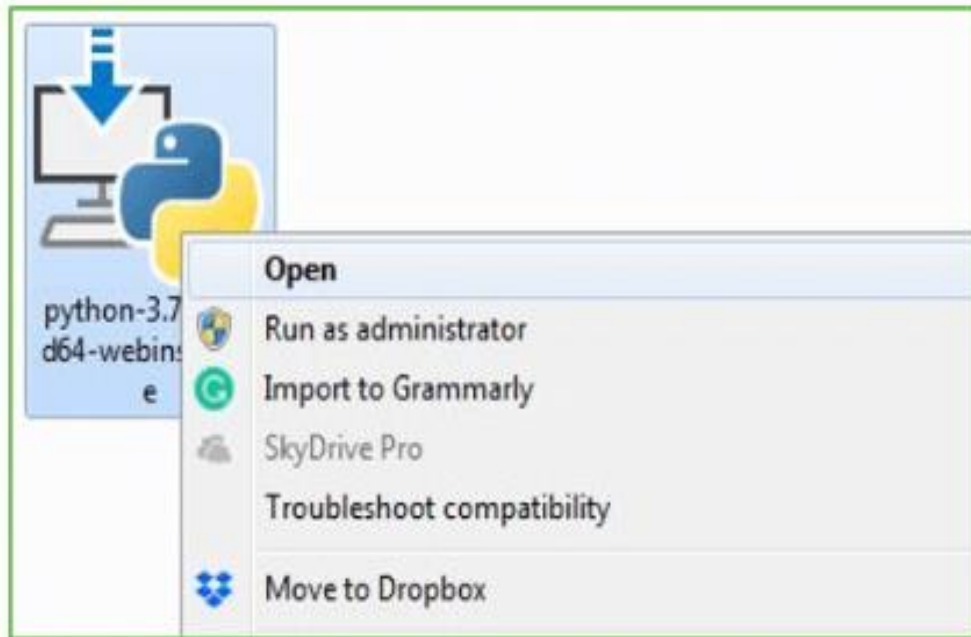 python-3.7
d64-webins
e
Open
Run as administrator
Import to Grammarly
SkyDrive Pro
Troubleshoot compatibility
Move to Dropbox